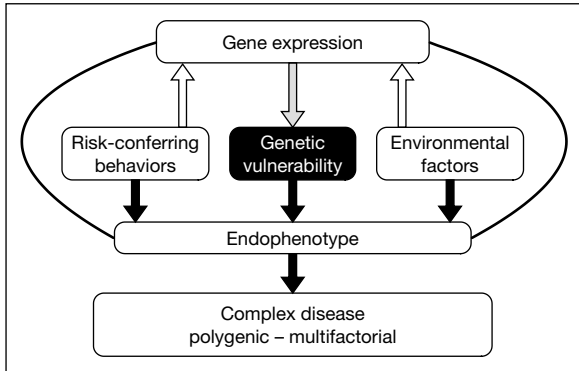 Gene expression
Risk-conferring
behaviors
Genetic
vulnerability
Environmental
factors
Endophenotype
Complex disease
polygenic – multifactorial